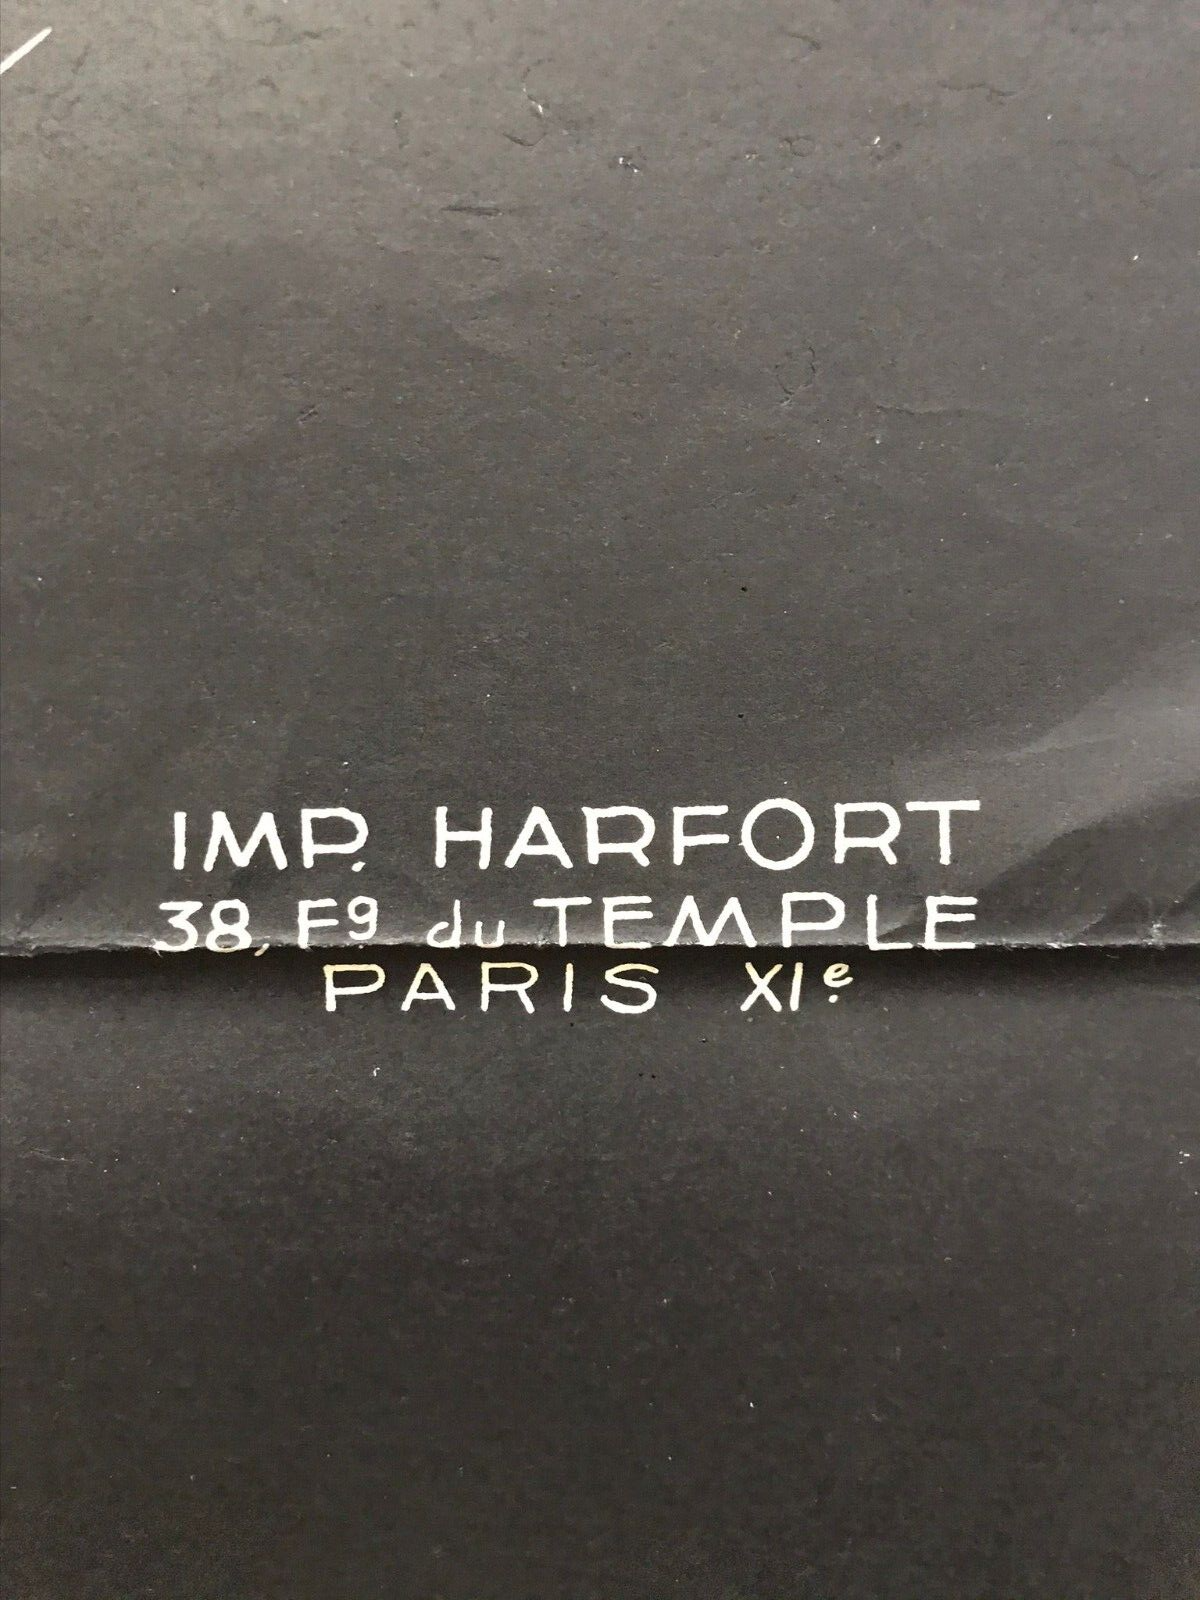 IMP. HARFORT
38, Fg du TEMPLE
PARIS XIe